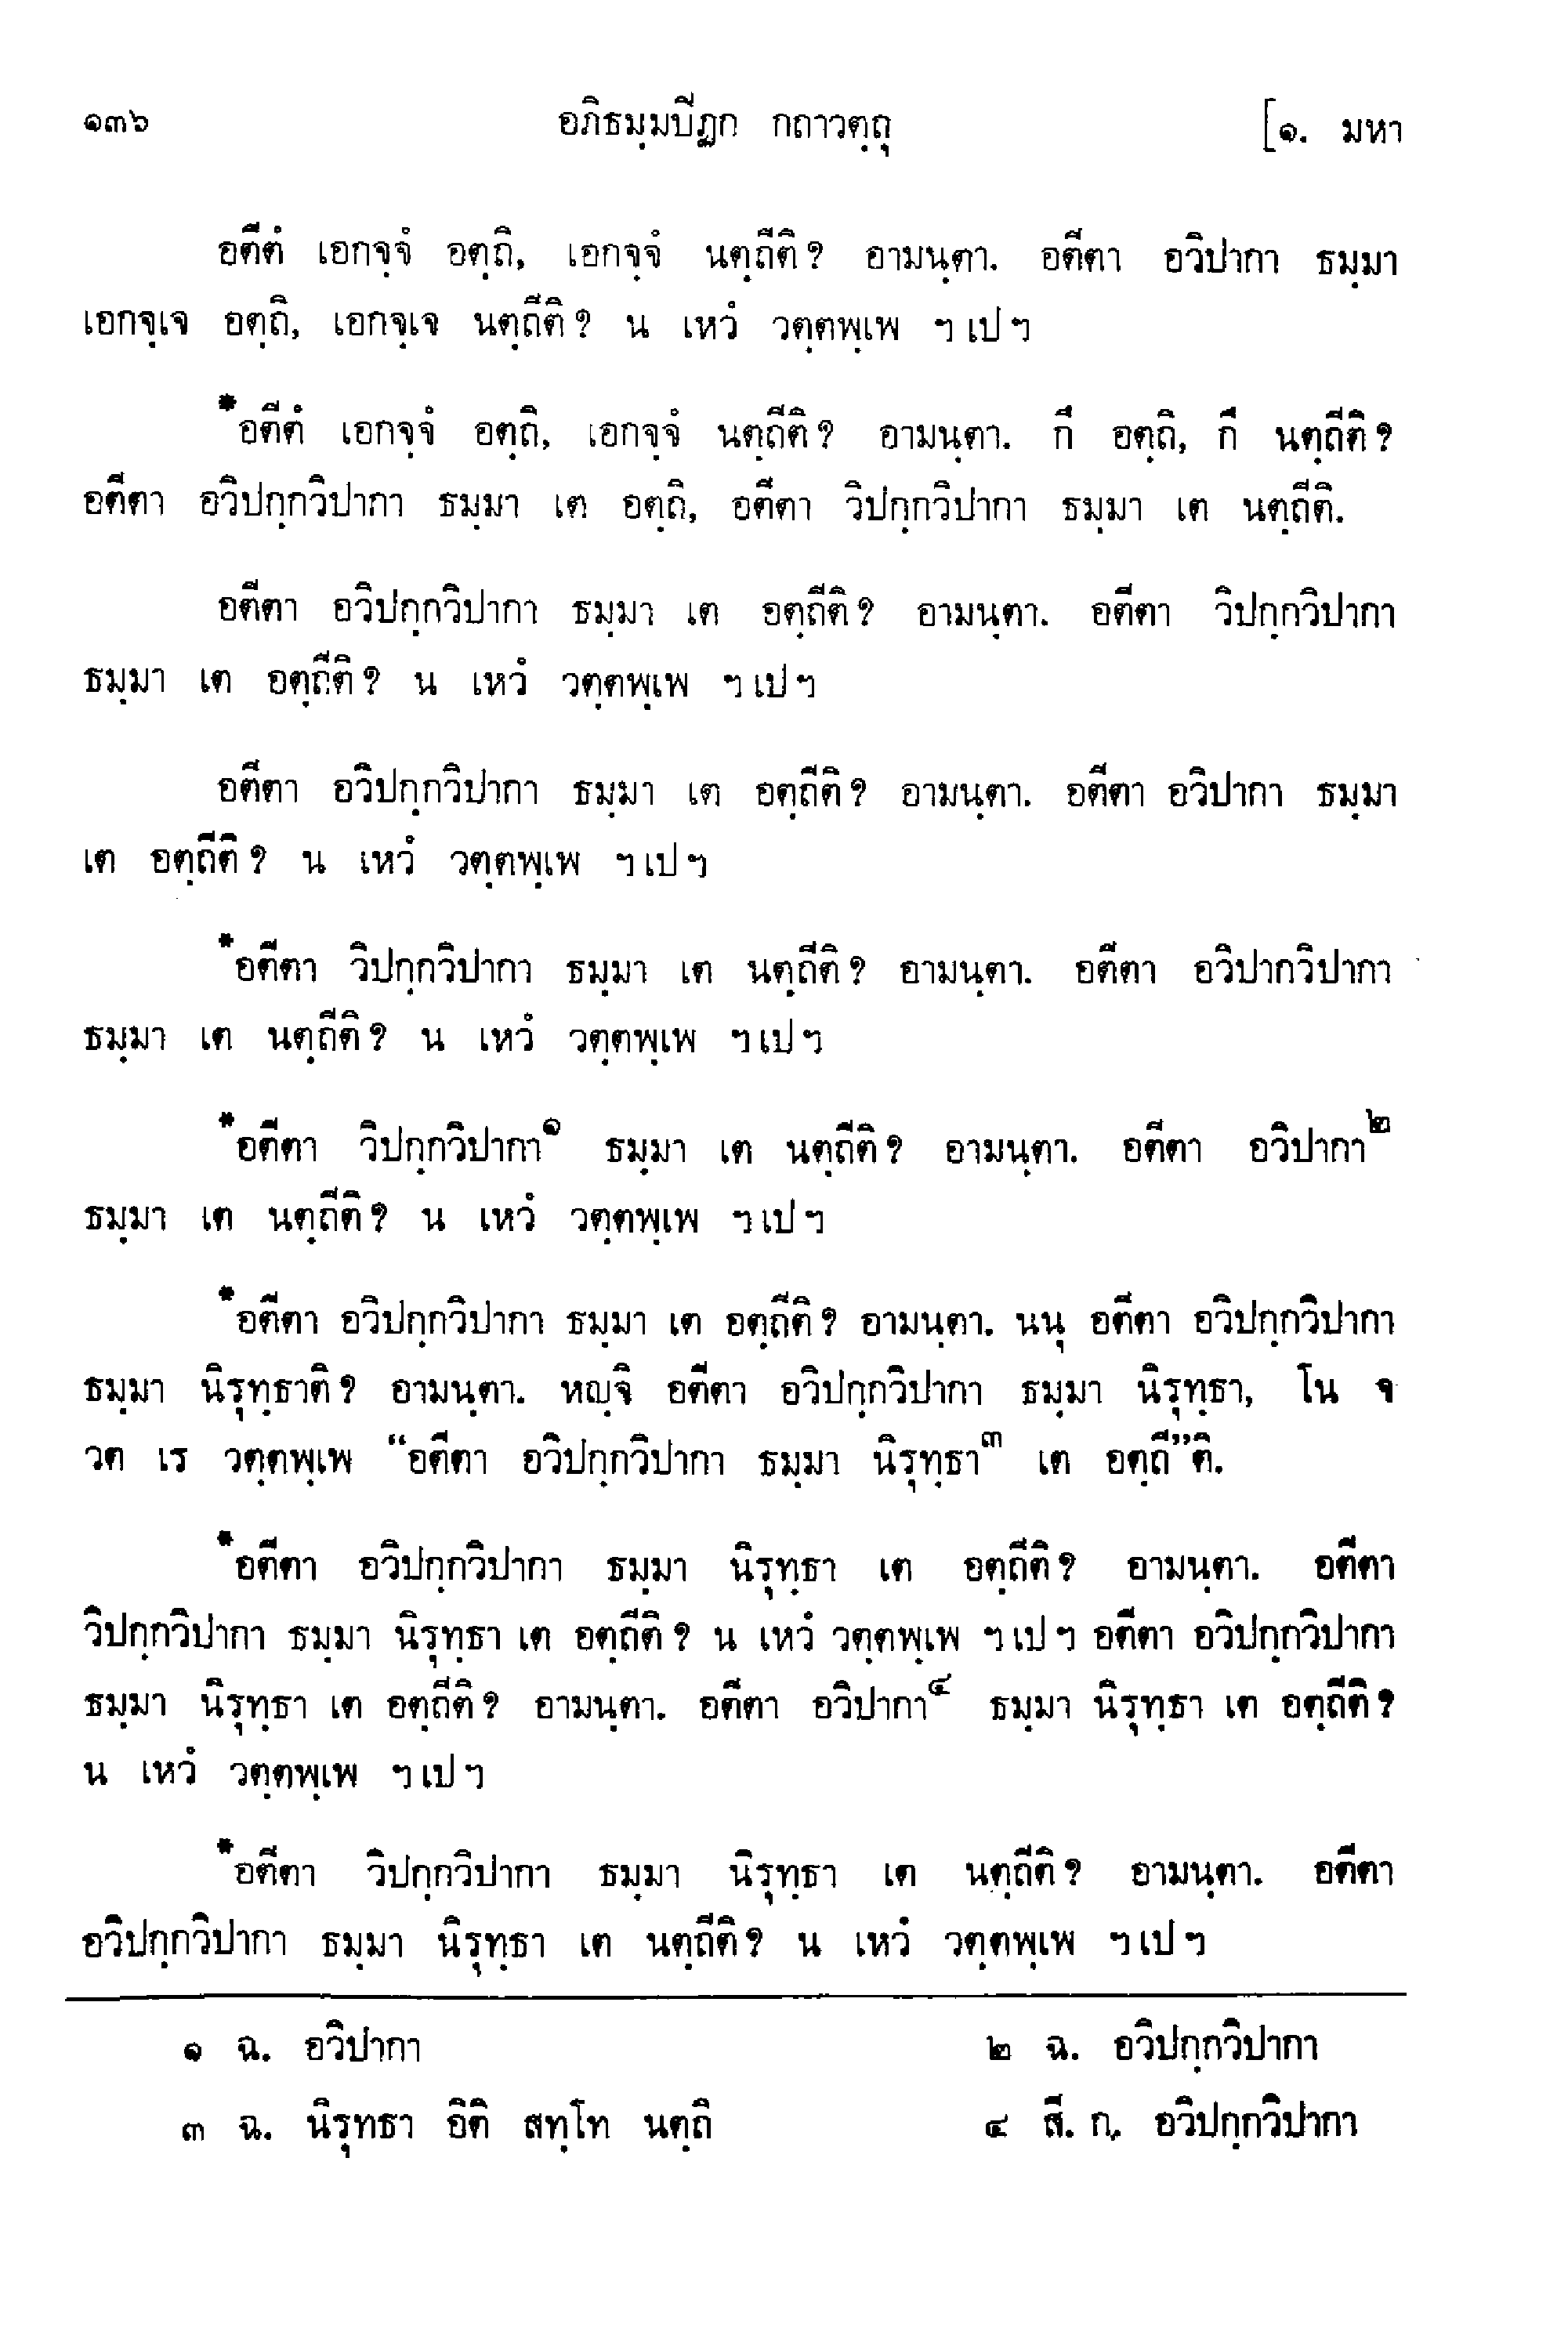 ๑๓๖ อภิธมฺมปีฏก กถาวตฺถุ [๑. มหา
อตีตํ เอกจฺจํ อตฺถิ, เอกจฺจํ นตฺถีติ? อามนฺตา. อตีตา อวิปากา ธมฺมา
เอกจฺเจ อตฺถิ, เอกจฺเจ นตฺถีติ? น เหวํ วตฺตพฺเพ ฯเปฯ
*อตีตํ เอกจฺจํ อตฺถิ, เอกจฺจํ นตฺถีติ? อามนฺตา. กึ อตฺถิ, กึ นตฺถีติ?
อตีตา อวิปกฺกวิปากา ธมฺมา เต อตฺถิ, อตีตา วิปกฺกวิปากา ธมฺมา เต นตฺถีติ.
อตีตา อวิปกฺกวิปากา ธมฺมา เต อตฺถีติ? อามนฺตา. อตีตา วิปกฺกวิปากา
ธมฺมา เต อตฺถีติ? น เหวํ วตฺตพฺเพ ฯเปฯ
อตีตา อวิปกฺกวิปากา ธมฺมา เต อตฺถีติ? อามนฺตา. อตีตา อวิปากา ธมฺมา
เต อตฺถีติ? น เหวํ วตฺตพฺเพ ฯเปฯ
*อตีตา วิปกฺกวิปากา ธมฺมา เต นตฺถีติ? อามนฺตา. อตีตา อวิปากวิปากา
ธมฺมา เต นตฺถีติ? น เหวํ วตฺตพฺเพ ฯเปฯ
*อตีตา วิปกฺกวิปากา๑ ธมฺมา เต นตฺถีติ? อามนฺตา. อตีตา อวิปากา๒
ธมฺมา เต นตฺถีติ? น เหวํ วตฺตพฺเพ ฯเปฯ
*อตีตา อวิปกฺกวิปากา ธมฺมา เต อตฺถีติ? อามนฺตา. นนุ อตีตา อวิปกฺกวิปากา
ธมฺมา นิรุทฺธาติ? อามนฺตา. หญฺจิ อตีตา อวิปกฺกวิปากา ธมฺมา นิรุทฺธา, โน จ
วต เร วตฺตพฺเพ “อตีตา อวิปกฺกวิปากา ธมฺมา นิรุทฺธา๓ เต อตฺถี”ติ.
*อตีตา อวิปกฺกวิปากา ธมฺมา นิรุทฺธา เต อตฺถีติ? อามนฺตา. อตีตา
วิปกฺกวิปากา ธมฺมา นิรุทฺธา เต อตฺถีติ? น เหวํ วตฺตพฺเพ ฯเปฯ อตีตา อวิปกฺกวิปากา
ธมฺมา นิรุทฺธา เต อตฺถีติ? อามนฺตา. อตีตา อวิปากา๔ ธมฺมา นิรุทฺธา เต อตฺถีติ?
น เหวํ วตฺตพฺเพ ฯเปฯ
*อตีตา วิปกฺกวิปากา ธมฺมา นิรุทฺธา เต นตฺถีติ? อามนฺตา. อตีตา
อวิปกฺกวิปากา ธมฺมา นิรุทฺธา เต นตฺถีติ? น เหวํ วตฺตพฺเพ ฯเปฯ
๑ ฉ. อวิปากา ๒ ฉ. อวิปกฺกวิปากา
๓ ฉ. นิรุทธา อิติ สทฺโท นตฺถิ ๔ สี. ก. อวิปกฺกวิปากา